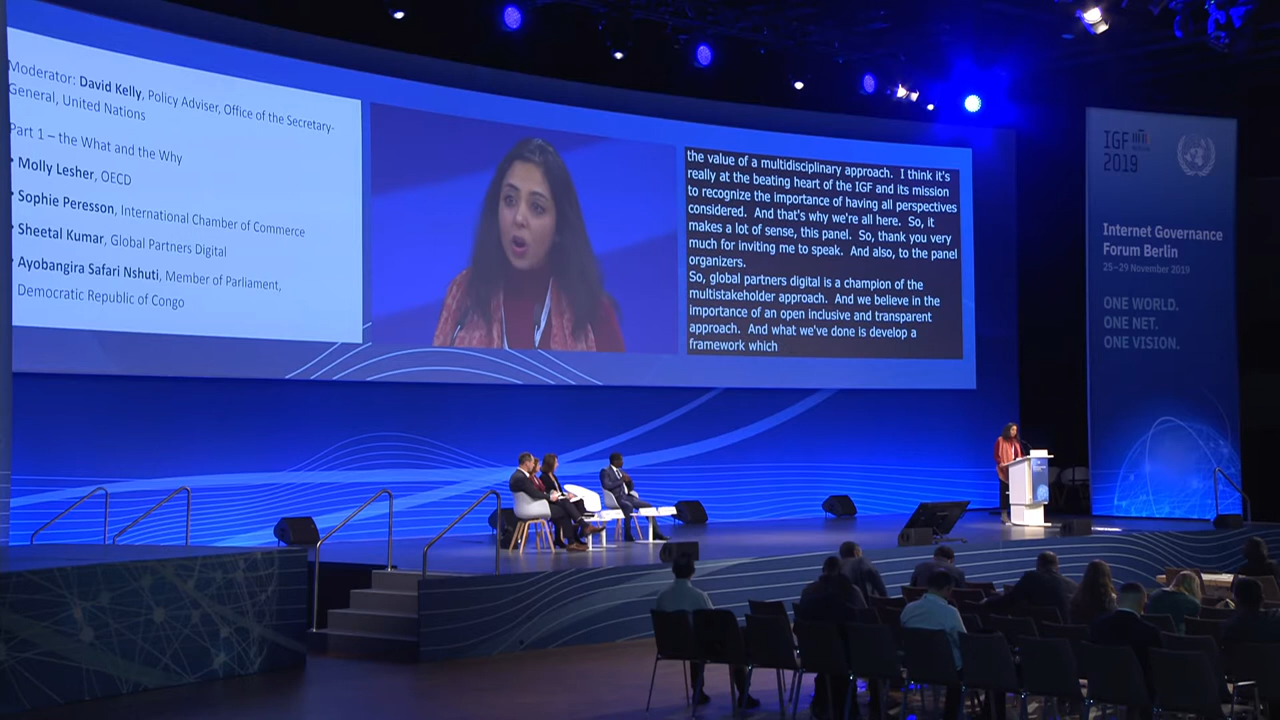 Moderator: David Kelly, Policy Adviser, Office of the Secretary-
General, United Nations
Part 1 – the What and the Why
• Molly Lesher, OECD
• Sophie Peresson, International Chamber of Commerce
• Sheetal Kumar, Global Partners Digital
• Ayobangira Safari Nshuti, Member of Parliament,
Democratic Republic of Congo
the value of a multidisciplinary approach.  I think it's
really at the beating heart of the IGF and its mission
to recognize the importance of having all perspectives
considered.  And that's why we're all here.  So, it
makes a lot of sense, this panel.  So, thank you very
much for inviting me to speak.  And also, to the panel
organizers.
So, global partners digital is a champion of the
multistakeholder approach.  And we believe in the
importance of an open inclusive and transparent
approach.  And what we've done is develop a
framework which
IGF
2019
Internet Governance
Forum Berlin
25–29 November 2019
ONE WORLD.
ONE NET.
ONE VISION.